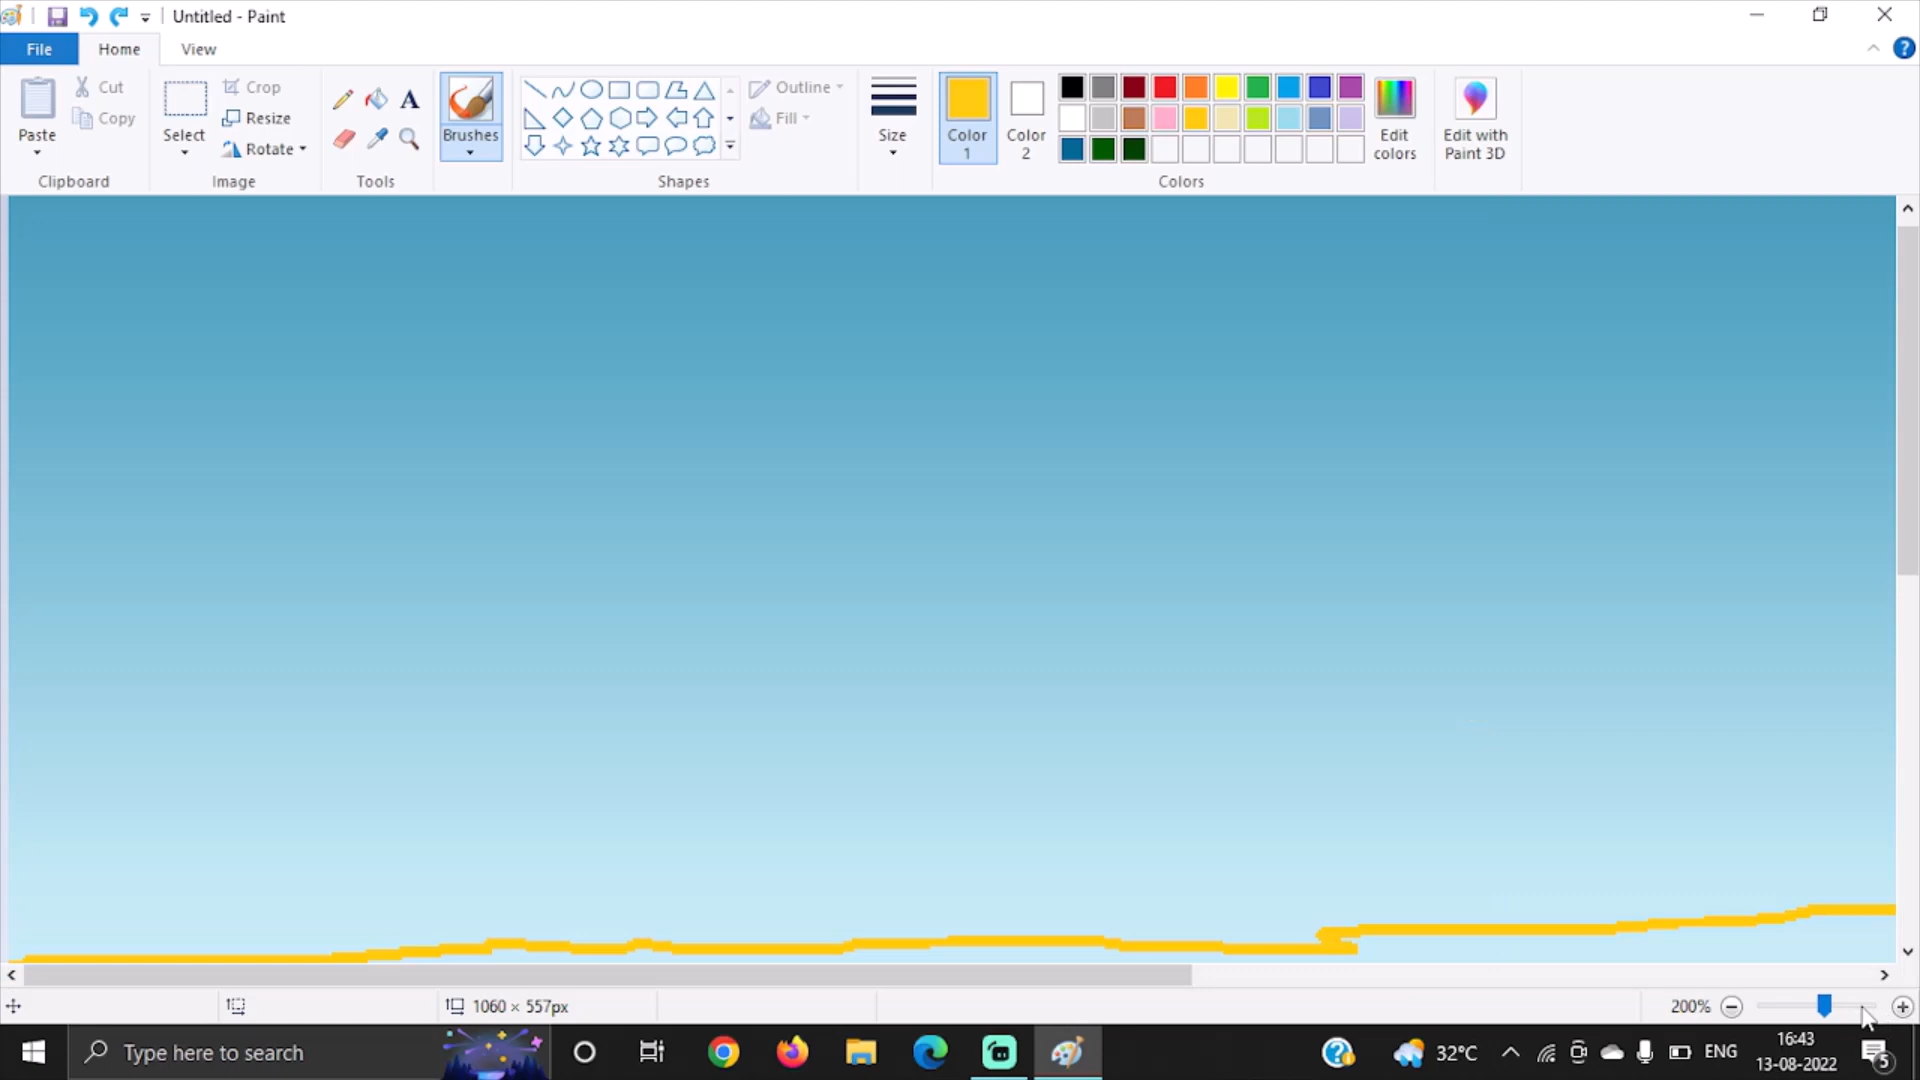 Untitled - Paint
File Home View
Paste
Cut
Copy
Clipboard
Select
Crop
Resize
Rotate
Image
A
Tools
Brushes
Outline
Fill
Shapes
Size
Color 1
Color 2
Edit colors
Colors
Edit with Paint 3D
?
1060 × 557px
200%
Type here to search
32°C
ENG
16:43
13-08-2022
5